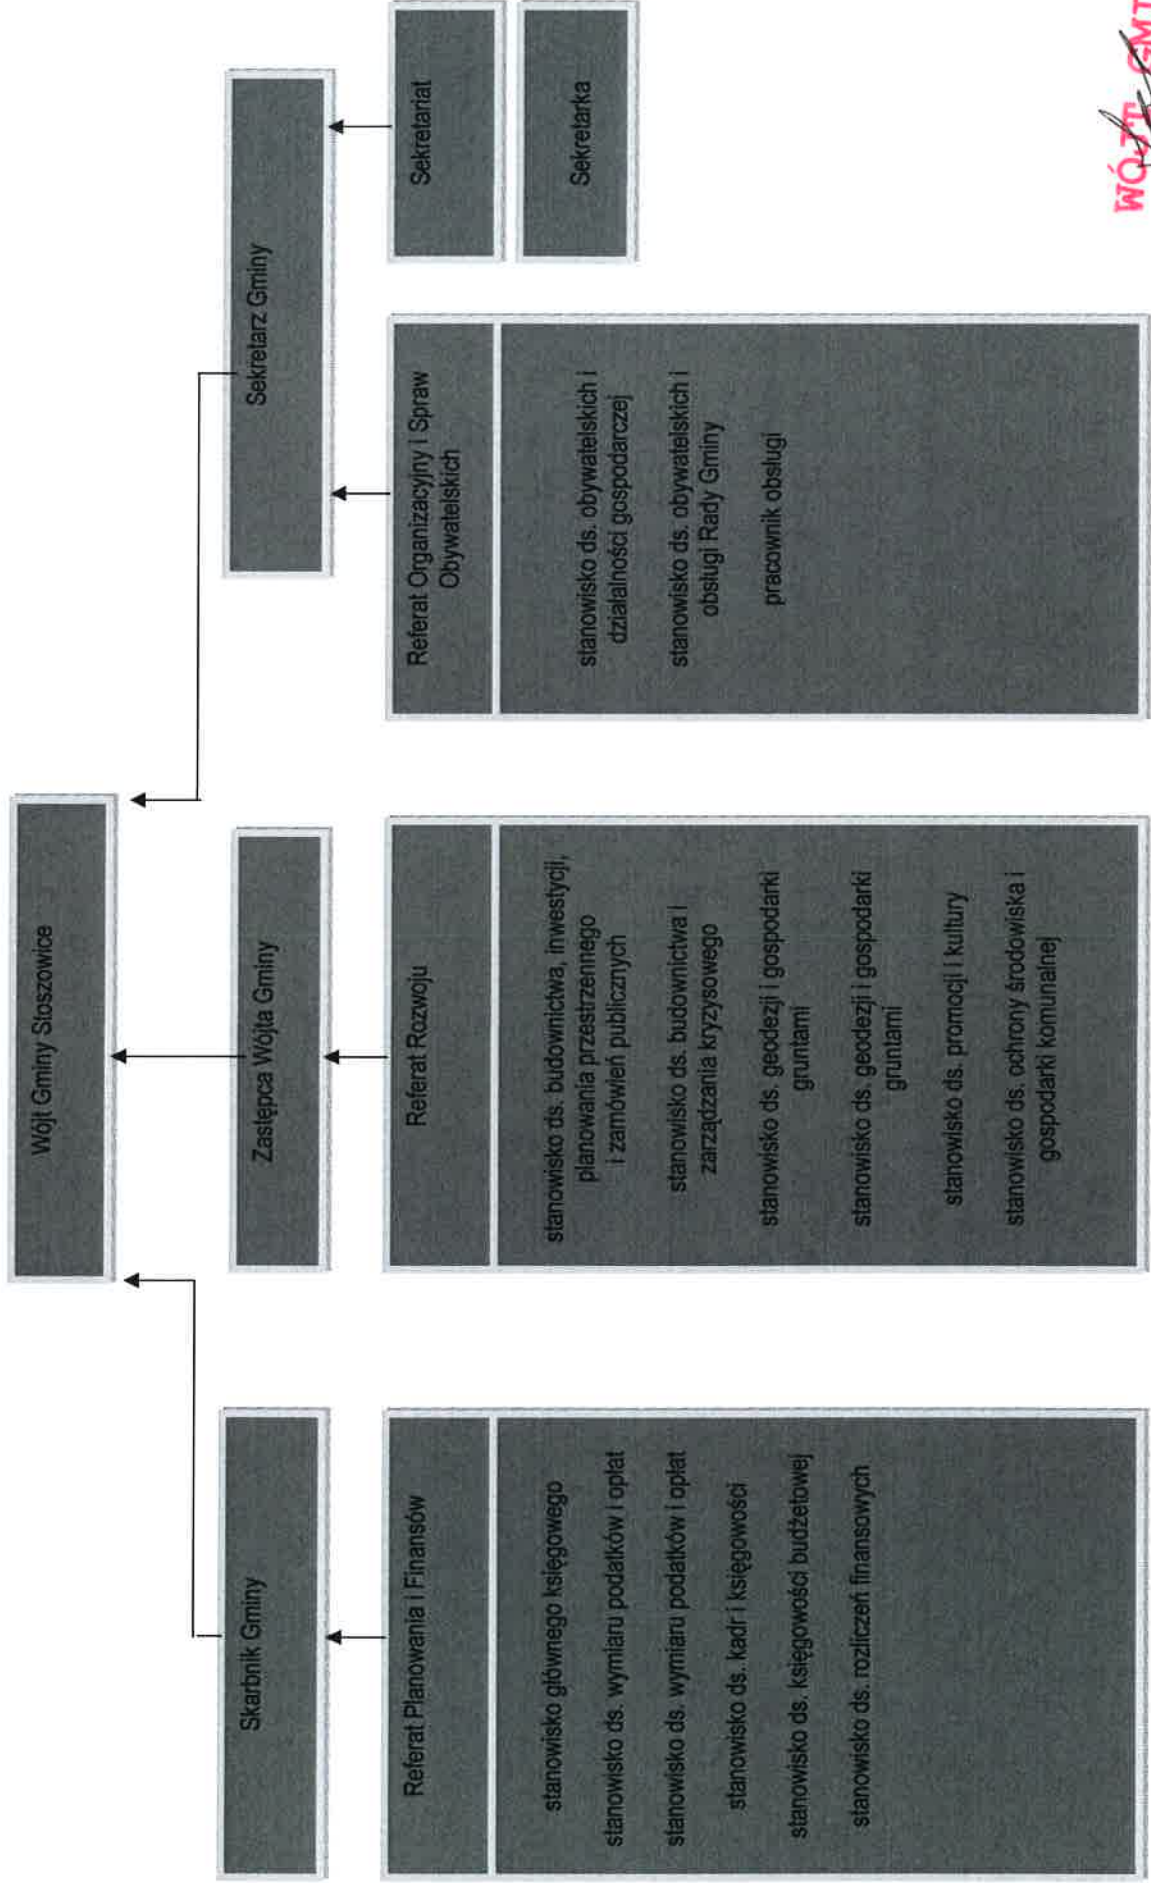 Wójt Gminy Stoszowice
Skarbnik Gminy
Zastępca Wójta Gminy
Sekretarz Gminy
Referat Planowania i Finansów
stanowisko głównego księgowego
stanowisko ds. wymiaru podatków i opłat
stanowisko ds. wymiaru podatków i opłat
stanowisko ds. kadr i księgowości
stanowisko ds. księgowości budżetowej
stanowisko ds. rozliczeń finansowych
Referat Rozwoju
stanowisko ds. budownictwa, inwestycji,
planowania przestrzennego
i zamówień publicznych
stanowisko ds. budownictwa i
zarządzania kryzysowego
stanowisko ds. geodezji i gospodarki
gruntami
stanowisko ds. geodezji i gospodarki
gruntami
stanowisko ds. promocji i kultury
stanowisko ds. ochrony środowiska i
gospodarki komunalnej
Referat Organizacyjny i Spraw
Obywatelskich
stanowisko ds. obywatelskich i
działalności gospodarczej
stanowisko ds. obywatelskich i
obsługi Rady Gminy
pracownik obsługi
Sekretariat
Sekretarka
WÓJT